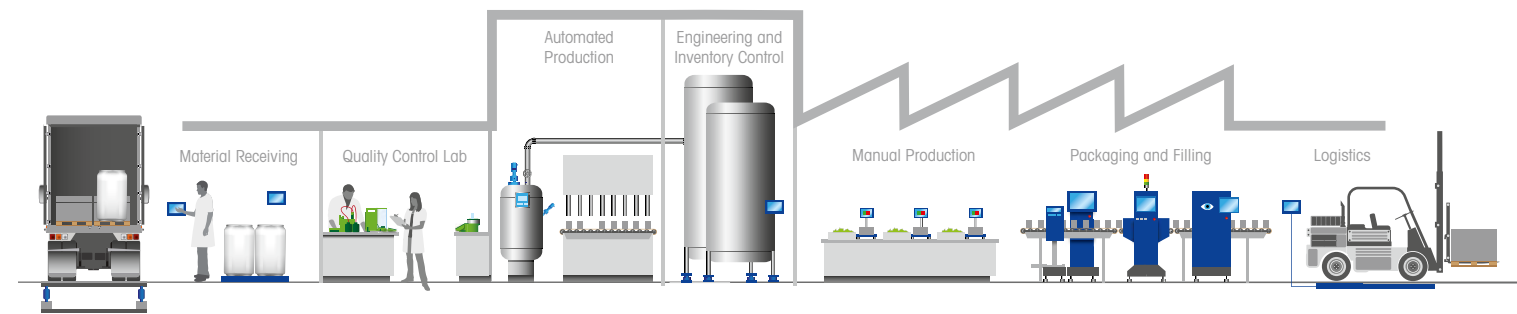 Automated
Production
Engineering and
Inventory Control
Material Receiving
Quality Control Lab
Manual Production
Packaging and Filling
Logistics